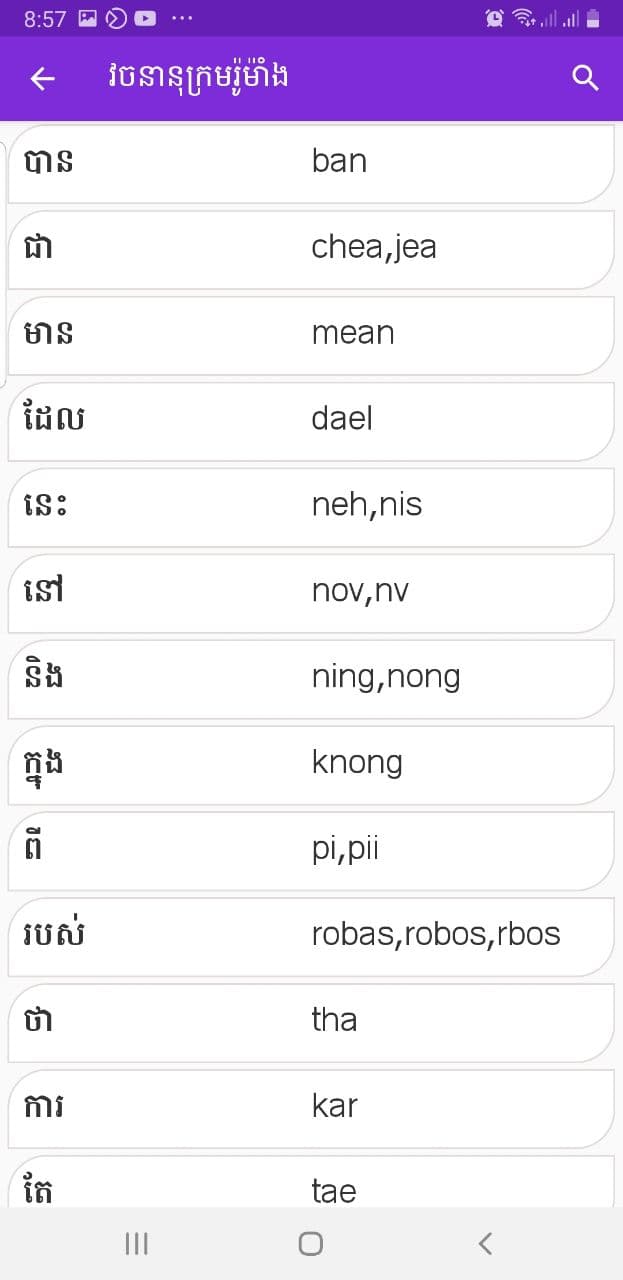 8:57
វចនានុក្រមរ៉ូម៉ាំង
បាន ban
ជា chea,jea
មាន mean
ដែល dael
នេះ neh,nis
នៅ nov,nv
និង ning,nong
ក្នុង knong
ពី pi,pii
របស់ robas,robos,rbos
ថា tha
ការ kar
តែ tae